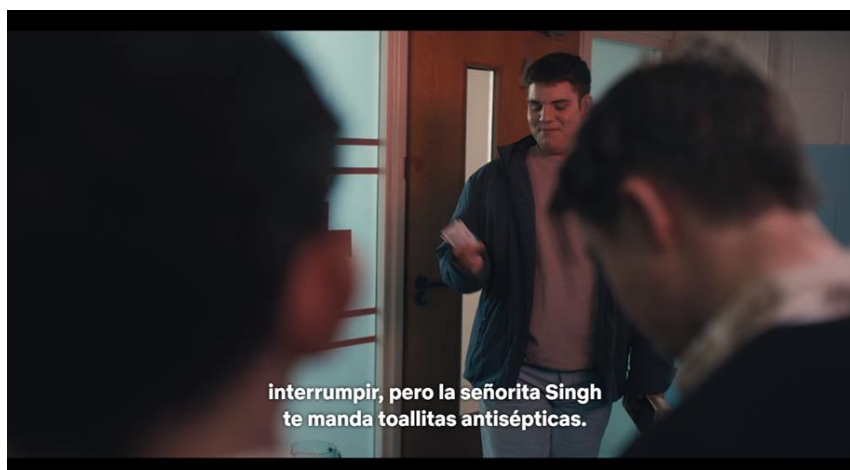 interrumpir, pero la señorita Singh
te manda toallitas antisépticas.